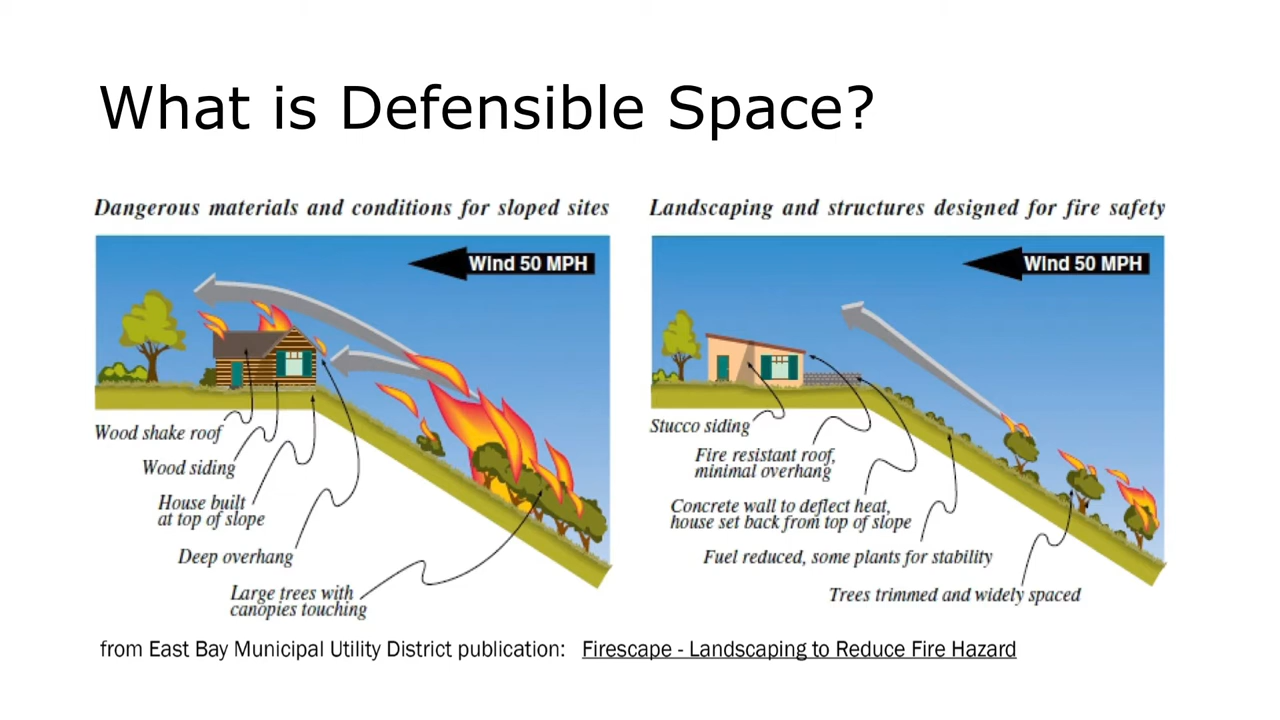 What is Defensible Space?
Dangerous materials and conditions for sloped sites
Wind 50 MPH
Wood shake roof
Wood siding
House built
at top of slope
Deep overhang
Large trees with
canopies touching
Landscaping and structures designed for fire safety
Wind 50 MPH
Stucco siding
Fire resistant roof,
minimal overhang
Concrete wall to deflect heat,
house set back from top of slope
Fuel reduced, some plants for stability
Trees trimmed and widely spaced
from East Bay Municipal Utility District publication: Firescape - Landscaping to Reduce Fire Hazard